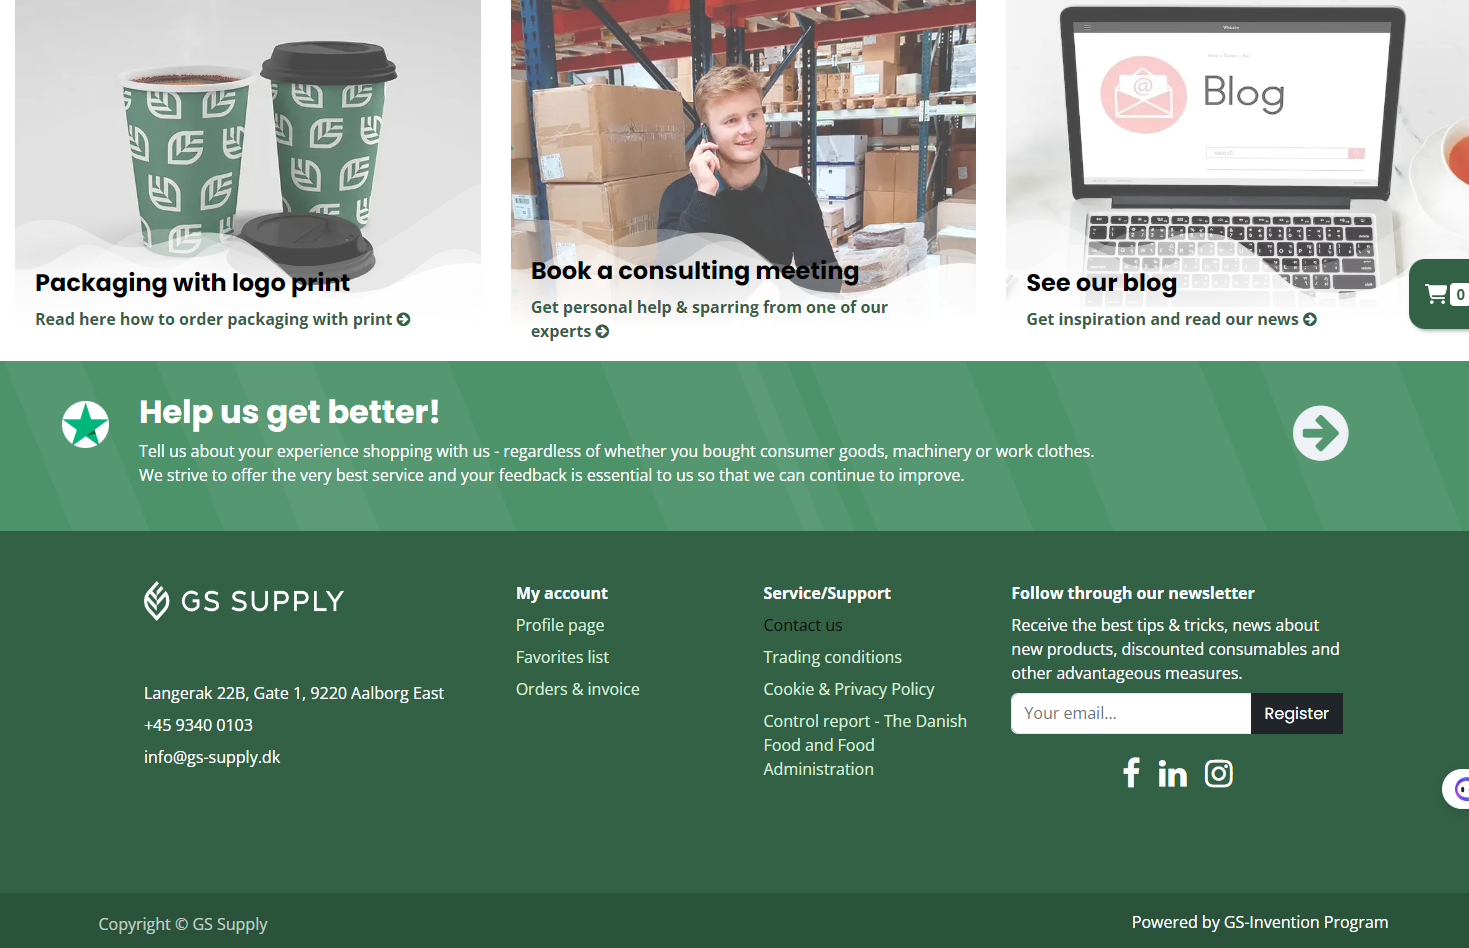 Blog
Packaging with logo print
Read here how to order packaging with print
Book a consulting meeting
Get personal help & sparring from one of our
experts
See our blog
Get inspiration and read our news
0
Help us get better!
Tell us about your experience shopping with us - regardless of whether you bought consumer goods, machinery or work clothes.
We strive to offer the very best service and your feedback is essential to us so that we can continue to improve.
GS SUPPLY
Langerak 22B, Gate 1, 9220 Aalborg East
+45 9340 0103
info@gs-supply.dk
My account
Profile page
Favorites list
Orders & invoice
Service/Support
Contact us
Trading conditions
Cookie & Privacy Policy
Control report - The Danish
Food and Food
Administration
Follow through our newsletter
Receive the best tips & tricks, news about
new products, discounted consumables and
other advantageous measures.
Your email...
Register
Copyright © GS Supply
Powered by GS-Invention Program